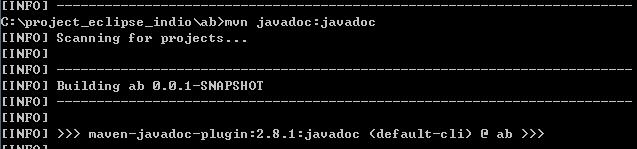 [INFO] ------------------------------------------------------------------------
C:\project_eclipse_indio\ab>mvn javadoc:javadoc
[INFO] Scanning for projects...
[INFO]
[INFO] ------------------------------------------------------------------------
[INFO] Building ab 0.0.1-SNAPSHOT
[INFO] ------------------------------------------------------------------------
[INFO]
[INFO] >>> maven-javadoc-plugin:2.8.1:javadoc (default-cli) @ ab >>>
[INFO]